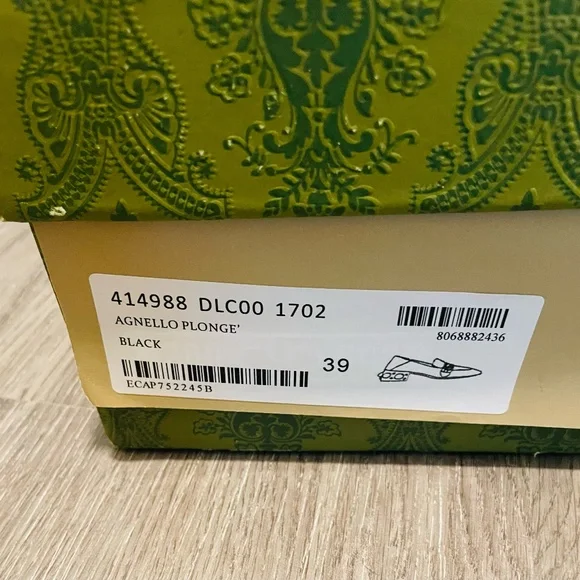 414988 DLC00 1702
AGNELLO PLONGE'
BLACK
8068882436
39
ECAP752245B